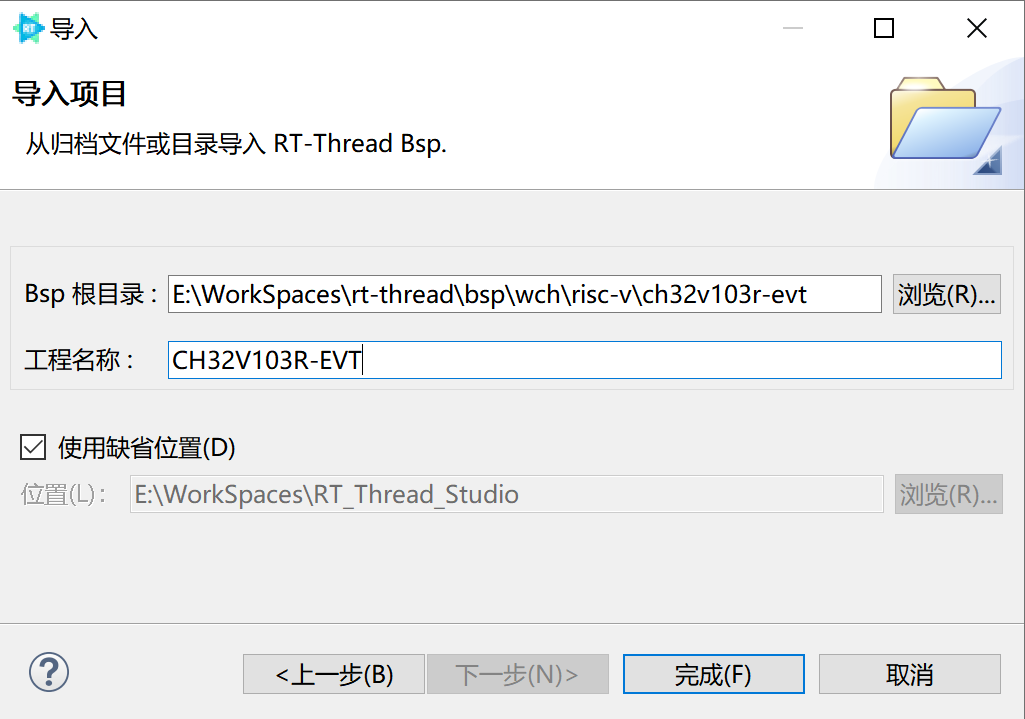 导入
导入项目
从归档文件或目录导入 RT-Thread Bsp.
Bsp 根目录： E:\WorkSpaces\rt-thread\bsp\wch\risc-v\ch32v103r-evt 浏览(R)...
工程名称： CH32V103R-EVT
使用缺省位置(D)
位置(L)： E:\WorkSpaces\RT_Thread_Studio 浏览(R)...
? <上一步(B) 下一步(N)> 完成(F) 取消